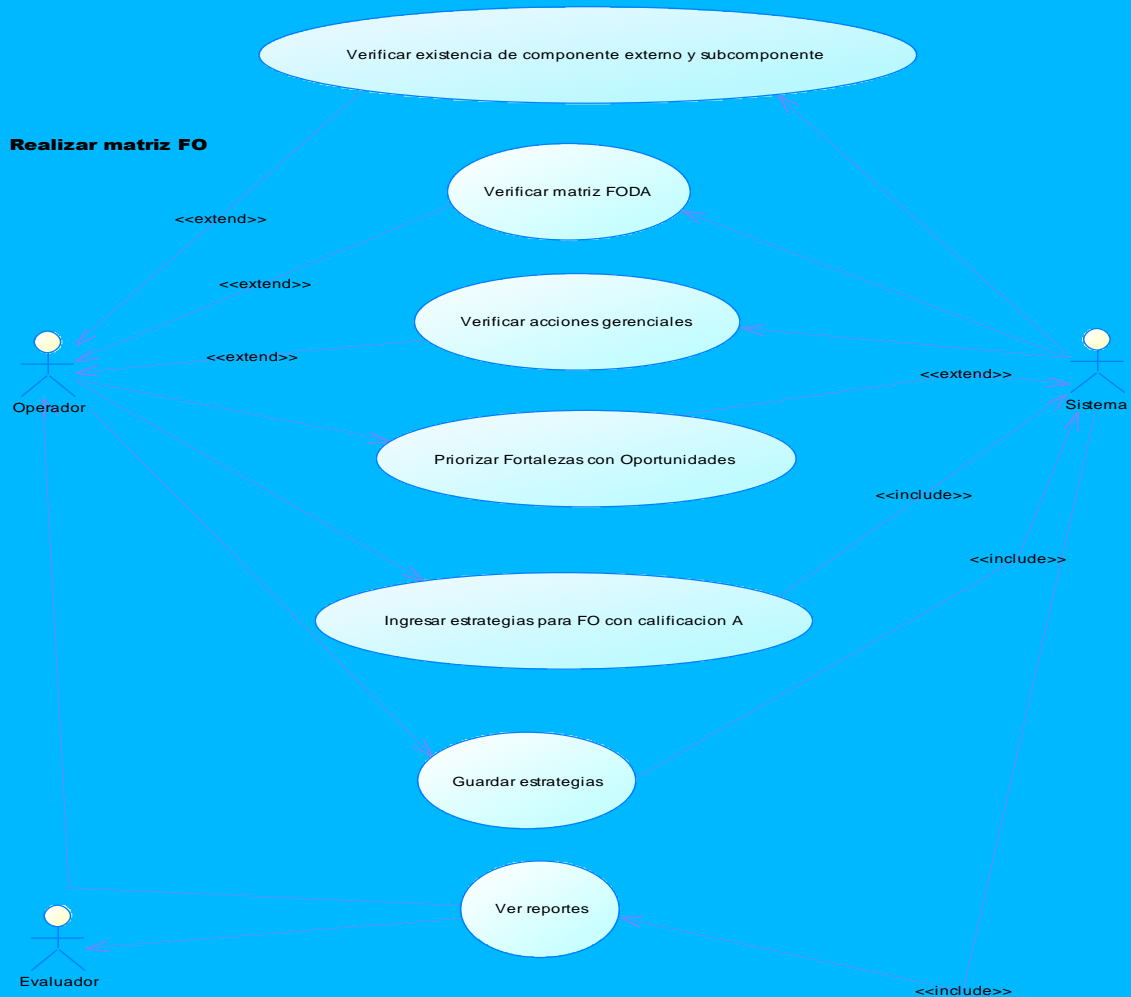 Verificar existencia de componente externo y subcomponente
Realizar matriz FO
Verificar matriz FODA
<<extend>>
<<extend>>
Verificar acciones gerenciales
<<extend>>
<<extend>>
Operador
Sistema
Priorizar Fortalezas con Oportunidades
<<include>>
<<include>>
Ingresar estrategias para FO con calificacion A
Guardar estrategias
Ver reportes
Evaluador
<<include>>